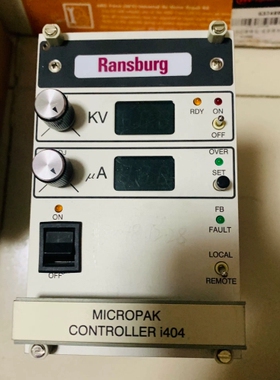 Ransburg
KV
RDY
ON
OFF
OVER
μA
SET
ON
FB
FAULT
OFF
LOCAL
REMOTE
MICROPAK
CONTROLLER i404